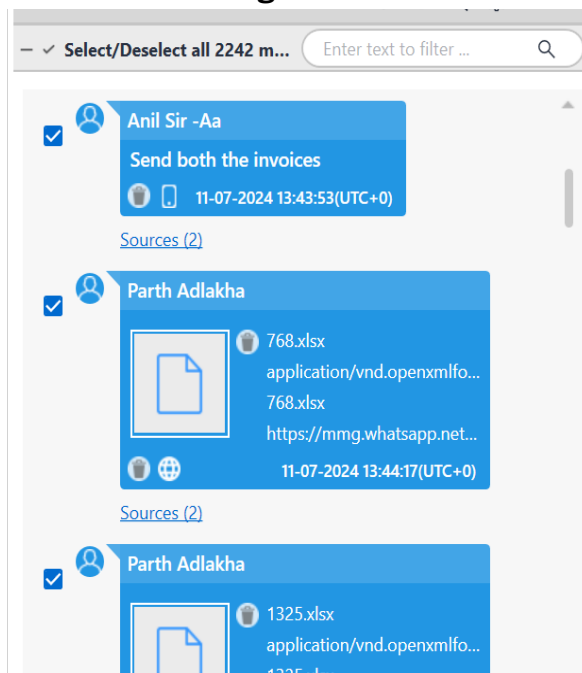 Select/Deselect all 2242 m...
Enter text to filter ...
Anil Sir -Aa
Send both the invoices
11-07-2024 13:43:53(UTC+0)
Sources (2)
Parth Adlakha
768.xlsx
application/vnd.openxmlfo...
768.xlsx
https://mmg.whatsapp.net...
11-07-2024 13:44:17(UTC+0)
Sources (2)
Parth Adlakha
1325.xlsx
application/vnd.openxmlfo...